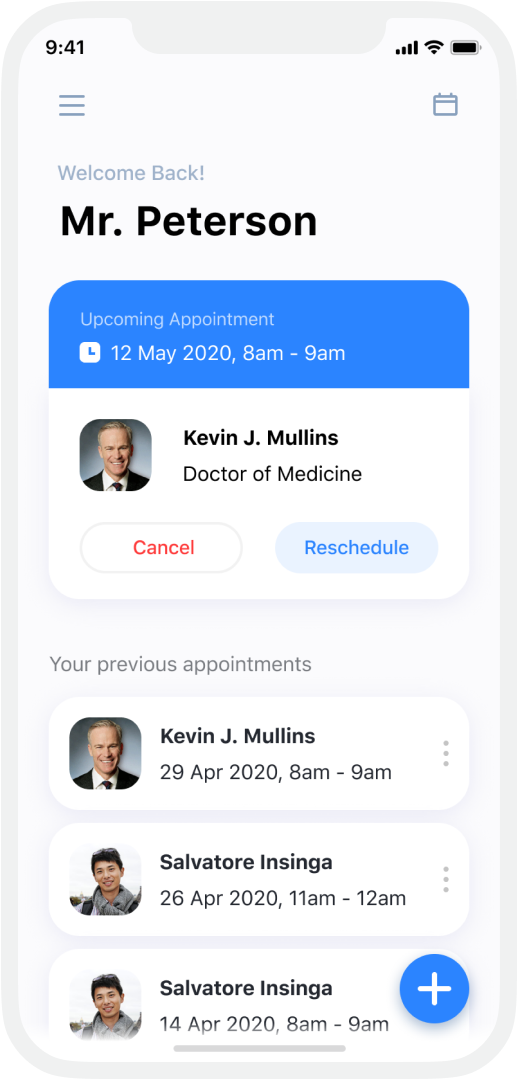 9:41
Welcome Back!
Mr. Peterson
Upcoming Appointment
12 May 2020, 8am - 9am
Kevin J. Mullins
Doctor of Medicine
Cancel
Reschedule
Your previous appointments
Kevin J. Mullins
29 Apr 2020, 8am - 9am
Salvatore Insinga
26 Apr 2020, 11am - 12am
Salvatore Insinga
14 Apr 2020, 8am - 9am